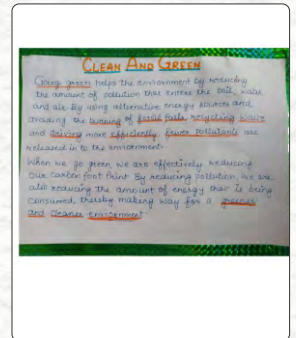 CLEAN AND GREEN
Going green helps the environment by reducing
the amount of pollution that enters the soil, water
and air. By using alternative energy sources and
avoiding the burning of fossil fuels, recycling waste
and driving more efficiently, fewer pollutants are
released in to the environment.
When we go green we are effectively reducing
our carbon foot print. By reducing pollution, we are
also reducing the amount of energy that is being
consumed, thereby making way for a greener
and cleaner environment